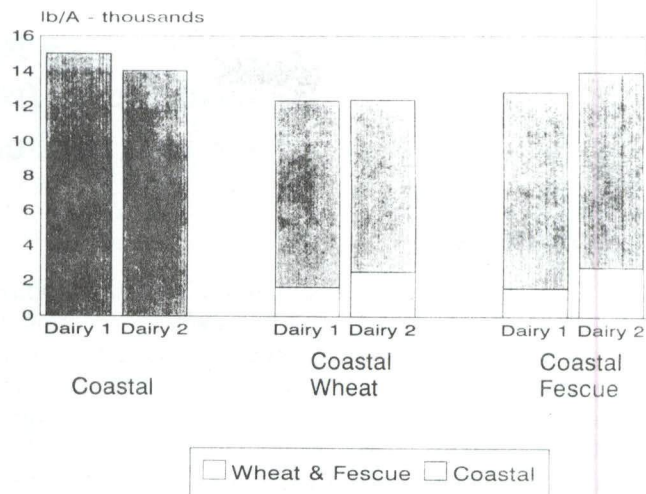 lb/A - thousands
16
14
12
10
8
6
4
2
0
Dairy 1 Dairy 2 Dairy 1 Dairy 2 Dairy 1 Dairy 2
Coastal
Coastal
Wheat
Coastal
Fescue
Wheat & Fescue Coastal